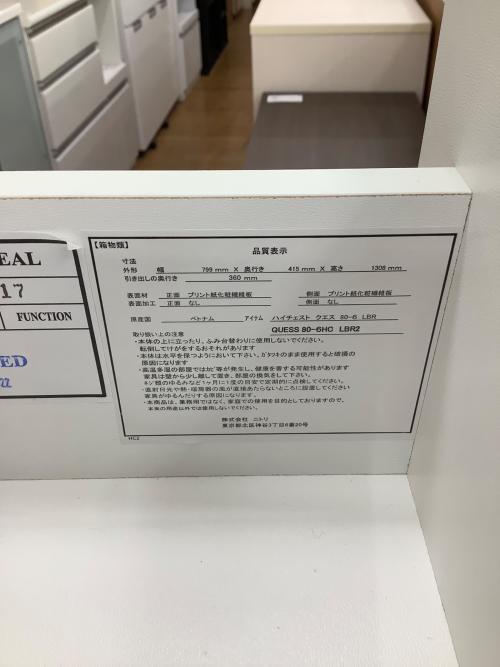 EAL
17
FUNCTION
ED
【箱物類】
品質表示
寸法
外形 幅 799 mm X 奥行き 415 mm X 高さ 1308 mm
引き出しの奥行き 360 mm
表面材 正面 プリント紙化粧繊維板 側面 プリント紙化粧繊維板
表面加工 正面 なし 側面 なし
原産国 ベトナム アイテム ハイチェスト クエス 80-6 LBR
QUESS 80-6HC LBR2
取り扱い上の注意
・本体の上に立ったり、ふみ台替わりに使用しないでください。
転倒してけがをするおそれがあります
・本体は水平を保つようにおいて下さい。ガタツキのまま使用すると破損の
原因になります
・高温多湿の部屋ではカビ等が発生し、健康を害する可能性があります
家具は壁から少し離して置き、部屋の換気をして下さい。
ネジ類のゆるみなど1ヶ月に1度の目安で定期的に点検してください。
・直射日光や熱・暖房器の風が直接あたらないところに設置してください
家具がゆるんだりする原因になります。
・本商品は、業務用ではなく、家庭での使用を目的としておりますので、
本来の用途以外では使用しないでください。
株式会社 ニトリ
東京都北区神谷3丁目6番20号
HC2